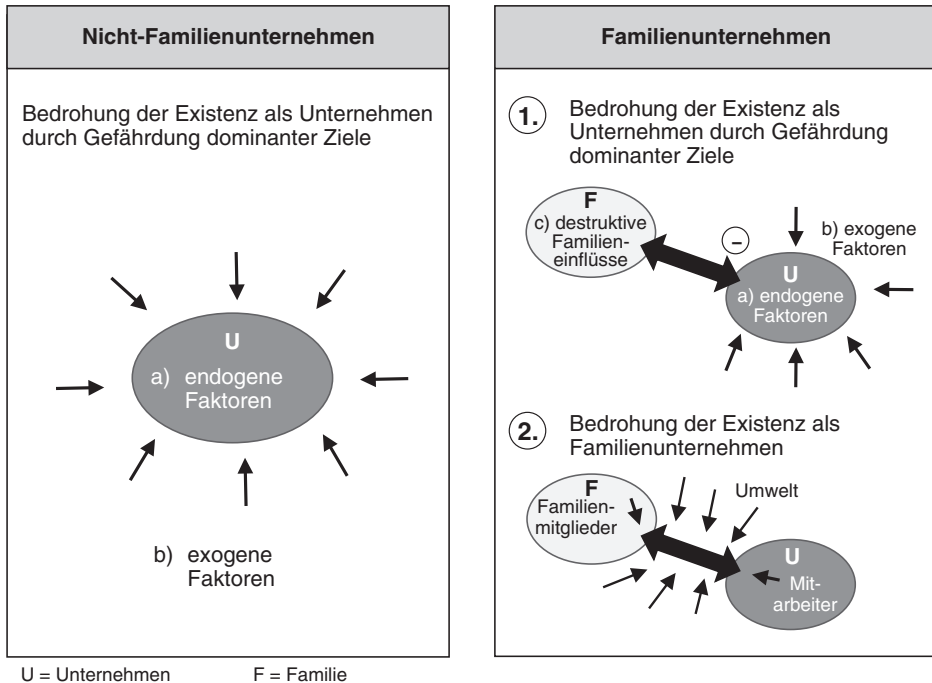 Nicht-Familienunternehmen
Bedrohung der Existenz als Unternehmen
durch Gefährdung dominanter Ziele
U
a) endogene
Faktoren
b) exogene
Faktoren
Familienunternehmen
1. Bedrohung der Existenz als
Unternehmen durch Gefährdung
dominanter Ziele
F
c) destruktive
Familien-
einflüsse
–
b) exogene
Faktoren
U
a) endogene
Faktoren
2. Bedrohung der Existenz als
Familienunternehmen
F
Familien-
mitglieder
Umwelt
U
Mit-
arbeiter
U = Unternehmen F = Familie